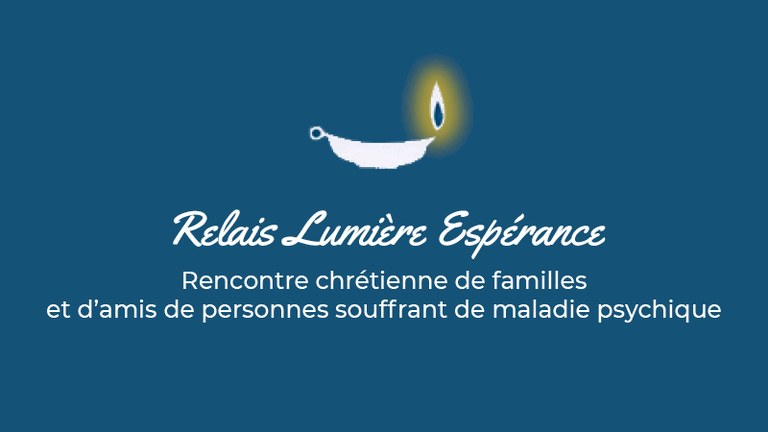 Relais Lumière Espérance
Rencontre chrétienne de familles
et d’amis de personnes souffrant de maladie psychique